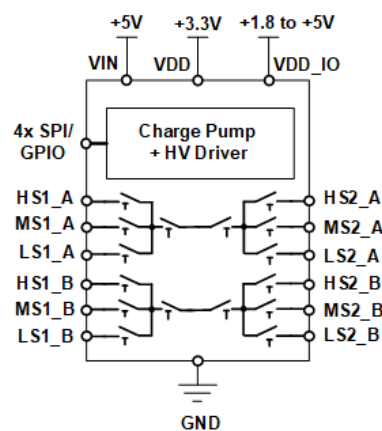 +5V +3.3V +1.8 to +5V
VIN VDD VDD_IO
4x SPI/
GPIO
Charge Pump
+ HV Driver
HS1_A HS2_A
MS1_A MS2_A
LS1_A LS2_A
HS1_B HS2_B
MS1_B MS2_B
LS1_B LS2_B
GND